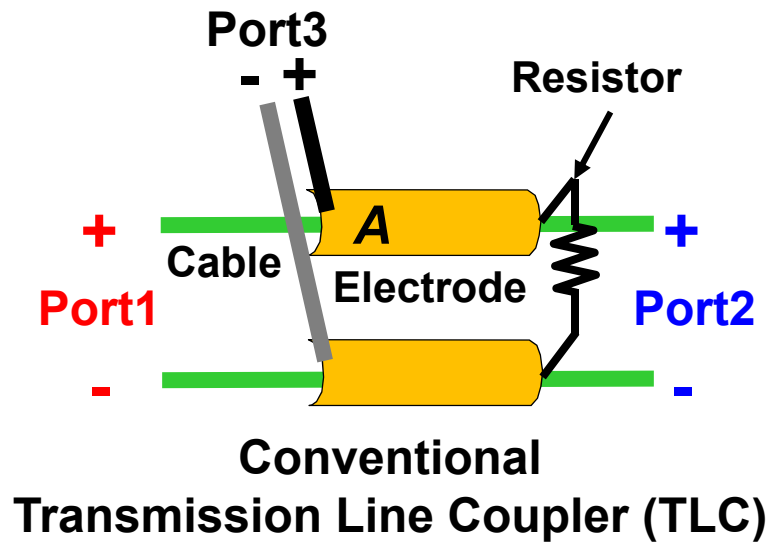 Port3
- +
Resistor
+
A
+
Cable
Electrode
Port1
Port2
-
-
Conventional
Transmission Line Coupler (TLC)